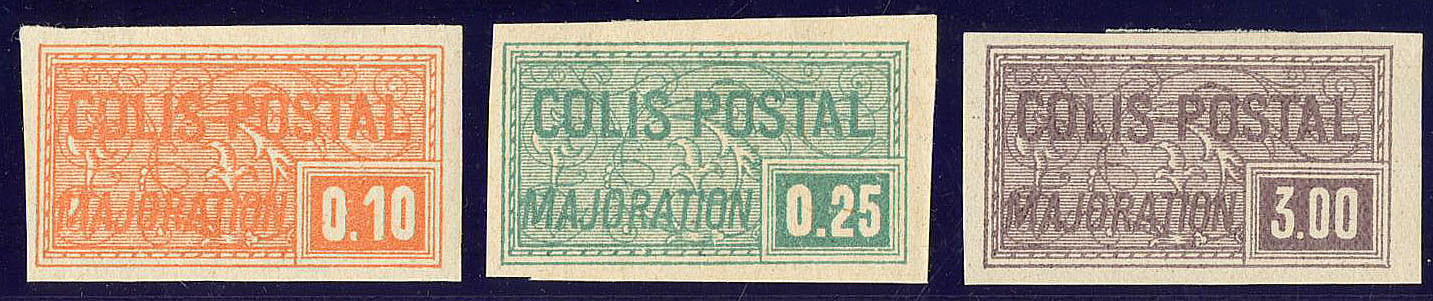 COLIS POSTAL
MAJORATION 0.10
COLIS POSTAL
MAJORATION 0.25
COLIS POSTAL
MAJORATION 3.00